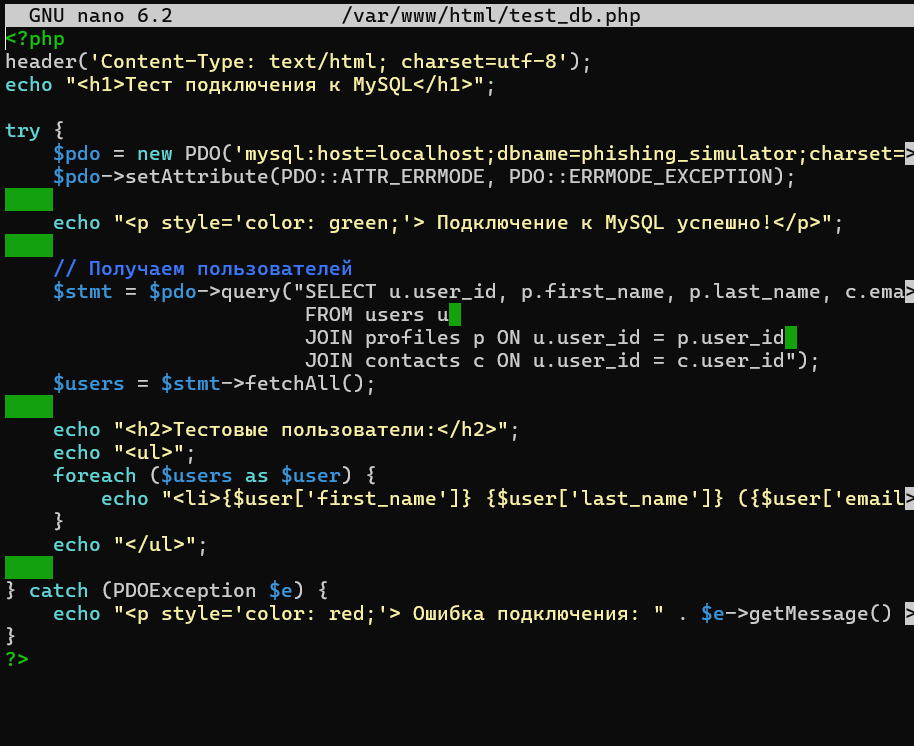 GNU nano 6.2 /var/www/html/test_db.php
<?php
header('Content-Type: text/html; charset=utf-8');
echo "<h1>Тест подключения к MySQL</h1>";
try {
$pdo = new PDO('mysql:host=localhost;dbname=phishing_simulator;charset=>
$pdo->setAttribute(PDO::ATTR_ERRMODE, PDO::ERRMODE_EXCEPTION);
echo "<p style='color: green;'> Подключение к MySQL успешно!</p>";
// Получаем пользователей
$stmt = $pdo->query("SELECT u.user_id, p.first_name, p.last_name, c.ema>
FROM users u
JOIN profiles p ON u.user_id = p.user_id
JOIN contacts c ON u.user_id = c.user_id");
$users = $stmt->fetchAll();
echo "<h2>Тестовые пользователи:</h2>";
echo "<ul>";
foreach ($users as $user) {
echo "<li>{$user['first_name']} {$user['last_name']} ({$user['email>
}
echo "</ul>";
} catch (PDOException $e) {
echo "<p style='color: red;'> Ошибка подключения: " . $e->getMessage() >
}
?>